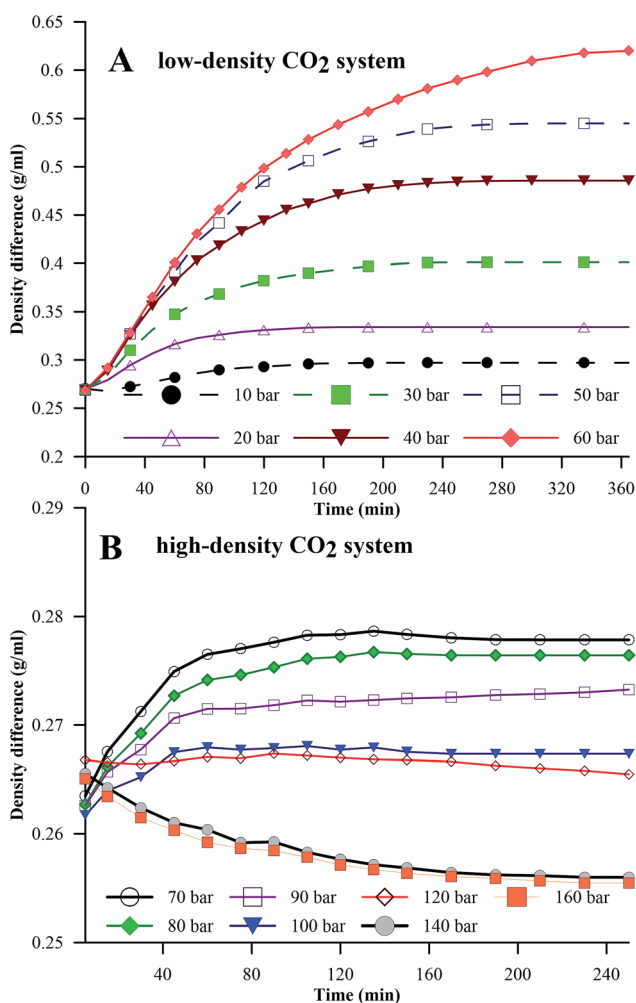 0.65
A low-density CO2 system
0.6
0.55
0.5
0.45
0.4
0.35
0.3
0.25
0.2
Density difference (g/ml)
10 bar 30 bar 50 bar
20 bar 40 bar 60 bar
0 40 80 120 160 200 240 280 320 360
Time (min)
0.29
B high-density CO2 system
0.28
0.27
0.26
0.25
Density difference (g/ml)
70 bar 90 bar 120 bar 160 bar
80 bar 100 bar 140 bar
40 80 120 160 200 240
Time (min)